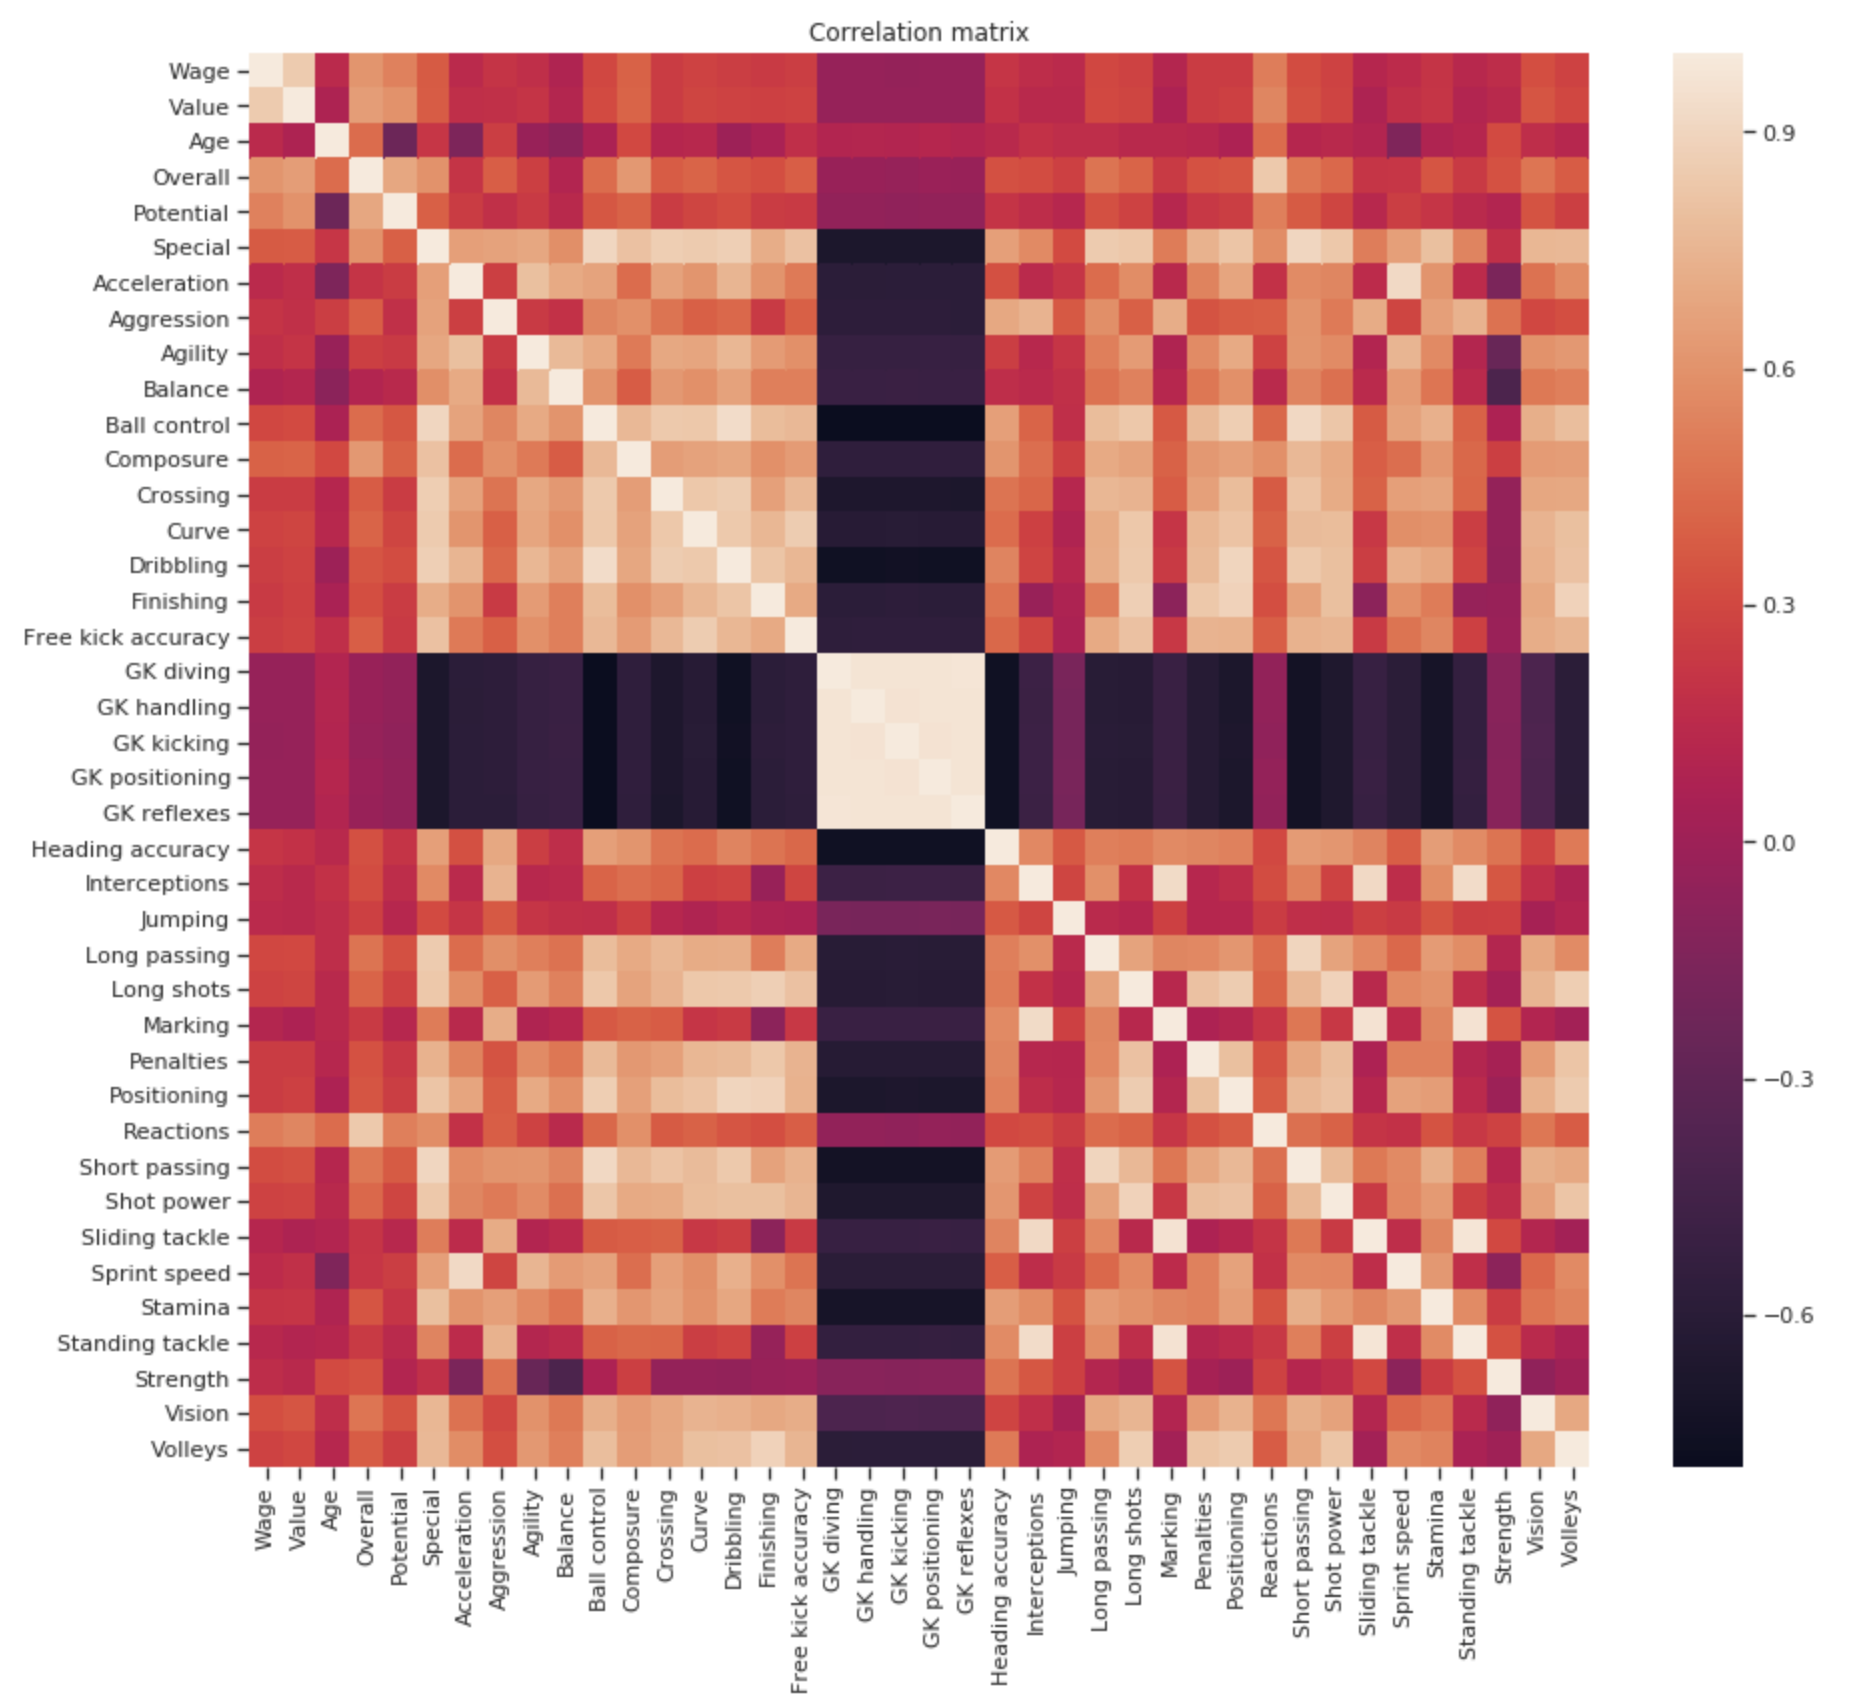 Correlation matrix
Wage
Value
Age
Overall
Potential
Special
Acceleration
Aggression
Agility
Balance
Ball control
Composure
Crossing
Curve
Dribbling
Finishing
Free kick accuracy
GK diving
GK handling
GK kicking
GK positioning
GK reflexes
Heading accuracy
Interceptions
Jumping
Long passing
Long shots
Marking
Penalties
Positioning
Reactions
Short passing
Shot power
Sliding tackle
Sprint speed
Stamina
Standing tackle
Strength
Vision
Volleys
Wage
Value
Age
Overall
Potential
Special
Acceleration
Aggression
Agility
Balance
Ball control
Composure
Crossing
Curve
Dribbling
Finishing
Free kick accuracy
GK diving
GK handling
GK kicking
GK positioning
GK reflexes
Heading accuracy
Interceptions
Jumping
Long passing
Long shots
Marking
Penalties
Positioning
Reactions
Short passing
Shot power
Sliding tackle
Sprint speed
Stamina
Standing tackle
Strength
Vision
Volleys
0.9
0.6
0.3
0.0
−0.3
−0.6